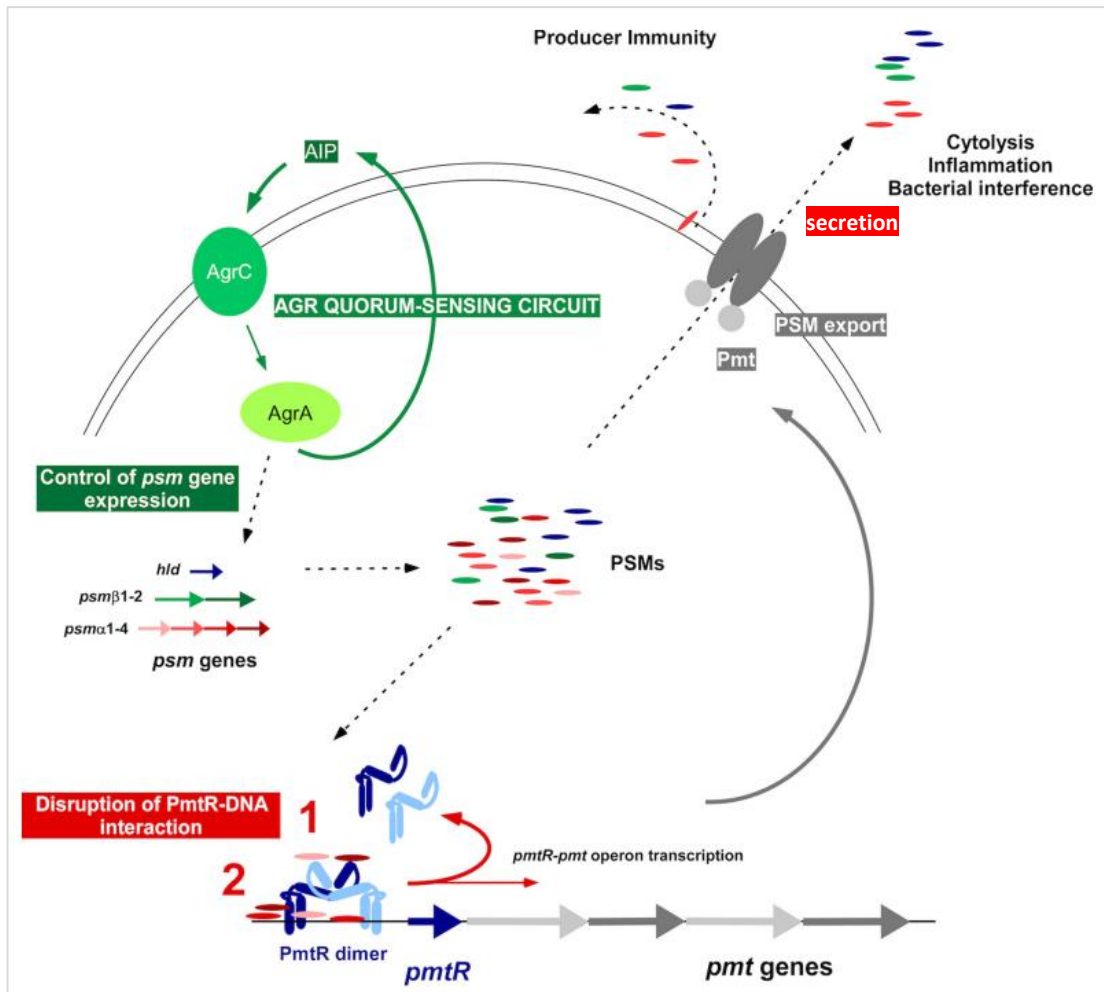 Producer Immunity
Cytolysis
Inflammation
Bacterial interference
AIP
secretion
AgrC
AGR QUORUM-SENSING CIRCUIT
PSM export
Pmt
AgrA
Control of psm gene
expression
hld
psmβ1-2
psmα1-4
psm genes
PSMs
Disruption of PmtR-DNA
interaction
1
2
pmtR-pmt operon transcription
PmtR dimer
pmtR
pmt genes